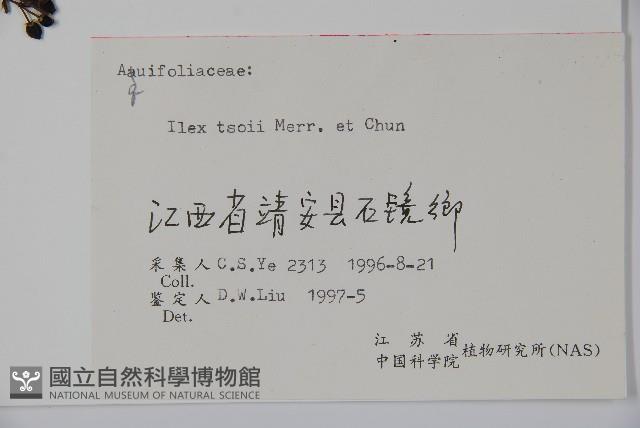 Aquifoliaceae:
Ilex tsoii Merr. et Chun
江西省靖安县石镜鄉
采集人 C.S.Ye 2313 1996-8-21
Coll.
鉴定人 D.W.Liu 1997-5
Det.
江苏省
中国科学院 植物研究所(NAS)
國立自然科學博物館
NATIONAL MUSEUM OF NATURAL SCIENCE